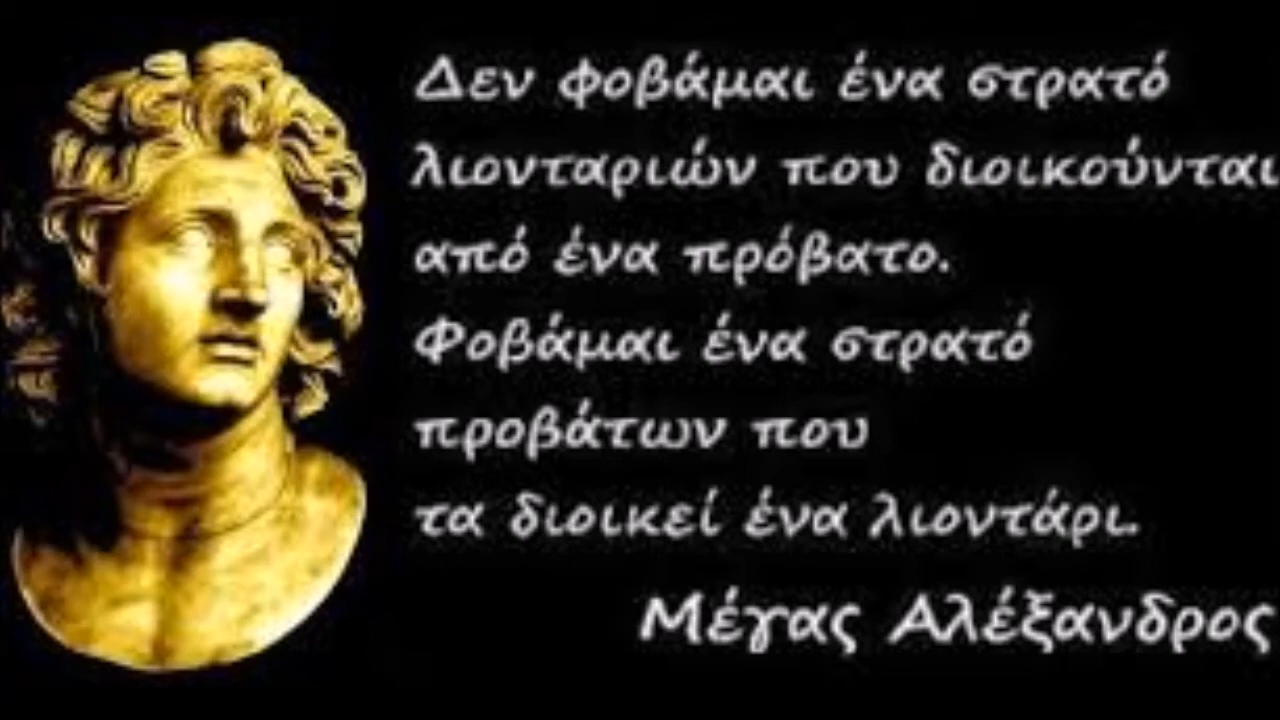 Δεν φοβάμαι ένα στρατό
λιονταριών που διοικούνται
από ένα πρόβατο.
Φοβάμαι ένα στρατό
προβάτων που
τα διοικεί ένα λιοντάρι.
Μέγας Αλέξανδρος